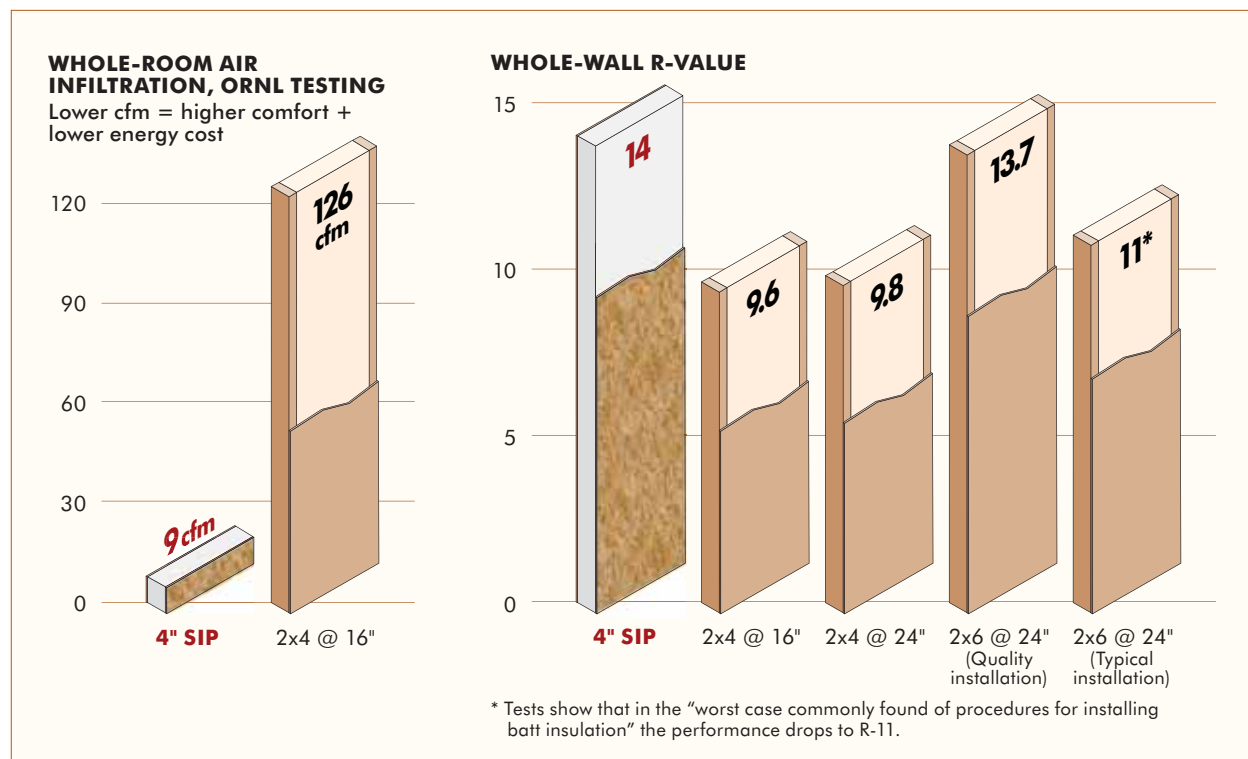 WHOLE-ROOM AIR
INFILTRATION, ORNL TESTING
Lower cfm = higher comfort +
lower energy cost
120
90
60
30
0
9 cfm
126
cfm
4" SIP
2x4 @ 16"
WHOLE-WALL R-VALUE
15
10
5
0
14
9.6
9.8
13.7
11*
4" SIP
2x4 @ 16"
2x4 @ 24"
2x6 @ 24"
(Quality
installation)
2x6 @ 24"
(Typical
installation)
* Tests show that in the “worst case commonly found of procedures for installing
batt insulation” the performance drops to R-11.